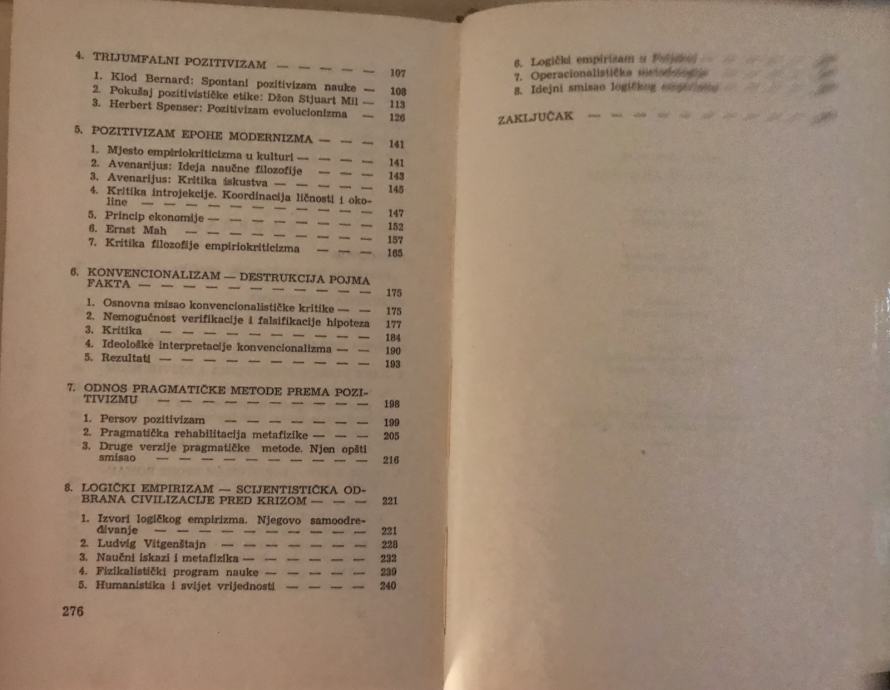 4. TRIJUMFALNI POZITIVIZAM — — — — 107
1. Klod Bernard: Spontani pozitivizam nauke — 108
2. Pokušaj pozitivističke etike: Džon Stjuart Mil — 113
3. Herbert Spenser: Pozitivizam evolucionizma — 126
5. POZITIVIZAM EPOHE MODERNIZMA — — — 141
1. Mjesto empiriokriticizma u kulturi — — — — 141
2. Avenarijus: Ideja naučne filozofije — — — 143
3. Avenarijus: Kritika iskustva — — — — — 145
4. Kritika introjekcije. Koordinacija ličnosti i oko-
line — — — — — — — — — — 147
5. Princip ekonomije — — — — — — — 152
6. Ernst Mah — — — — — — — — 157
7. Kritika filozofije empiriokriticizma — — — 165
6. KONVENCIONALIZAM — DESTRUKCIJA POJMA
FAKTA — — — — — — — — — — 175
1. Osnovna misao konvencionalističke kritike — — 175
2. Nemogućnost verifikacije i falsifikacije hipoteza 177
3. Kritika — — — — — — — — — 184
4. Ideološke interpretacije konvencionalizma — — 190
5. Rezultati — — — — — — — — — 193
7. ODNOS PRAGMATIČKE METODE PREMA POZI-
TIVIZMU — — — — — — — — — 198
1. Persov pozitivizam — — — — — — 199
2. Pragmatička rehabilitacija metafizike — — — 205
3. Druge verzije pragmatičke metode. Njen opšti
smisao — — — — — — — — — — 216
8. LOGIČKI EMPIRIZAM — SCIJENTISTIČKA OD-
BRANA CIVILIZACIJE PRED KRIZOM — — — 221
1. Izvori logičkog empirizma. Njegovo samoodre-
đivanje — — — — — — — — — 221
2. Ludvig Vitgenštajn — — — — — — — 228
3. Naučni iskazi i metafizika — — — — — — 232
4. Fizikalistički program nauke — — — — — 239
5. Humanistika i svijet vrijednosti — — — — 240
276
6. Logički empirizam u
7. Operacionalistička
8. Idejni smisao logičkog
ZAKLJUČAK — — — — — — — —